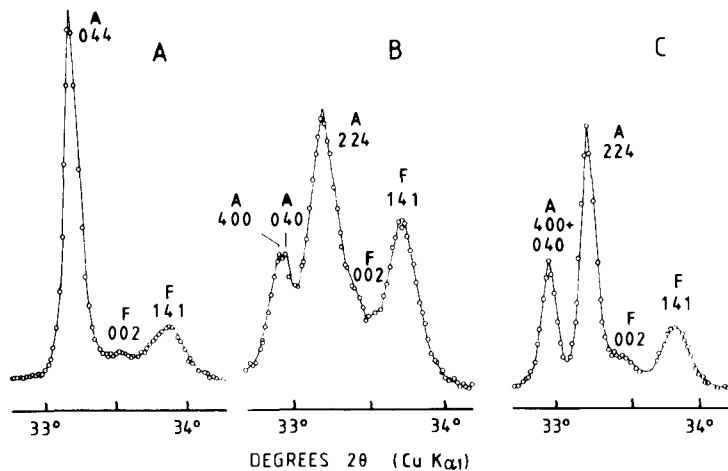 A
044
A
F
002
F
141
B
A
224
A
400
A
040
F
002
F
141
C
A
224
A
400+
040
F
002
F
141
33° 34° 33° 34° 33° 34°
DEGREES 2θ (Cu Kα1)